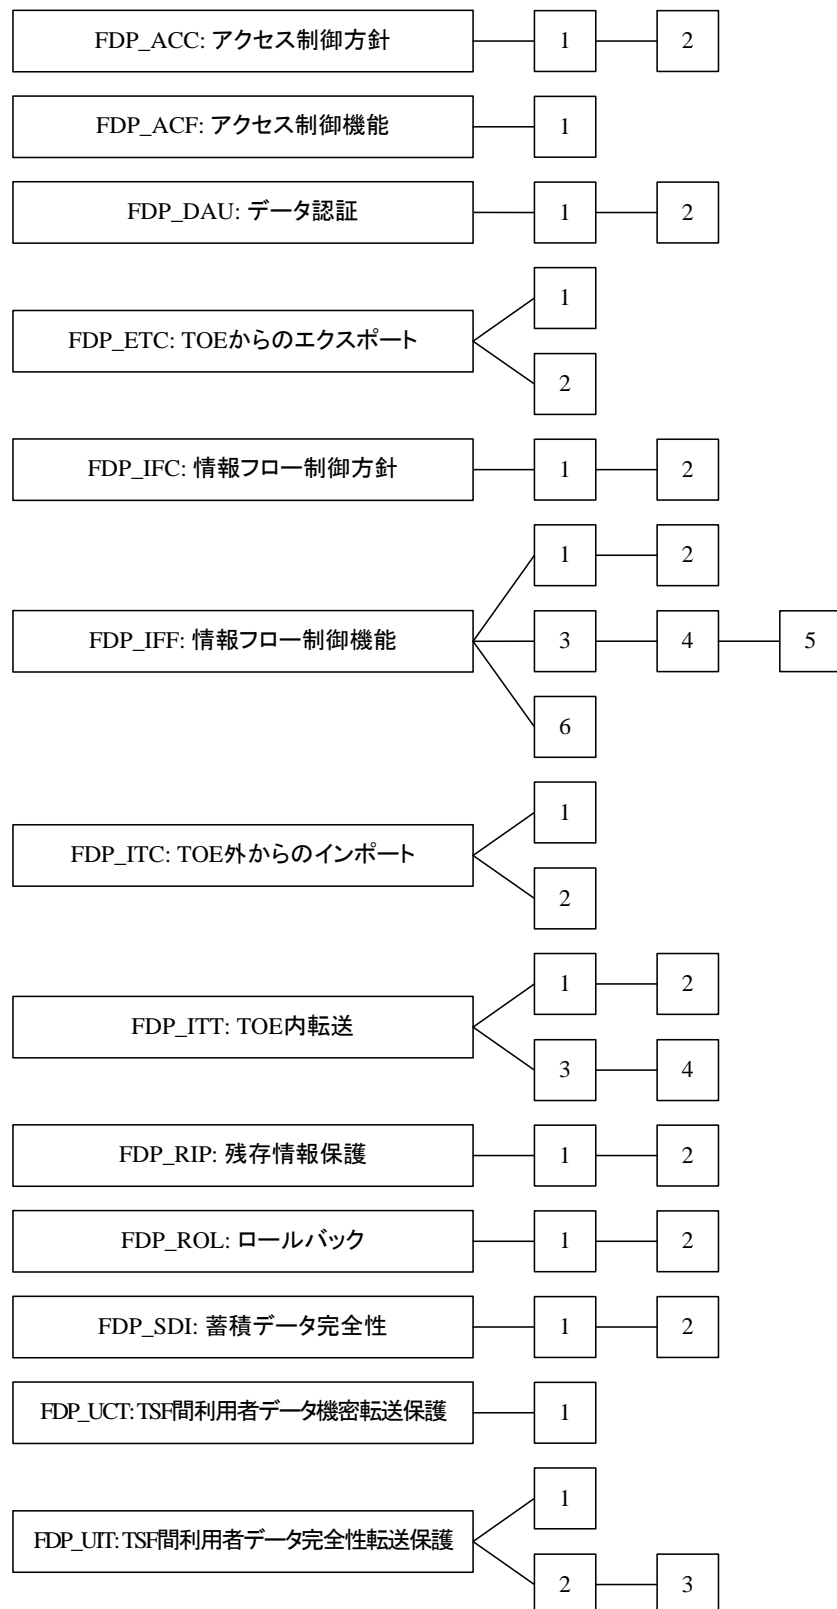 FDP_ACC: アクセス制御方針 1 2
FDP_ACF: アクセス制御機能 1
FDP_DAU: データ認証 1 2
1
FDP_ETC: TOEからのエクスポート
2
FDP_IFC: 情報フロー制御方針 1 2
1 2
FDP_IFF: 情報フロー制御機能 3 4 5
6
1
FDP_ITC: TOE外からのインポート
2
1 2
FDP_ITT: TOE内転送
3 4
FDP_RIP: 残存情報保護 1 2
FDP_ROL: ロールバック 1 2
FDP_SDI: 蓄積データ完全性 1 2
FDP_UCT: TSF間利用者データ機密転送保護 1
1
FDP_UIT: TSF間利用者データ完全性転送保護
2 3